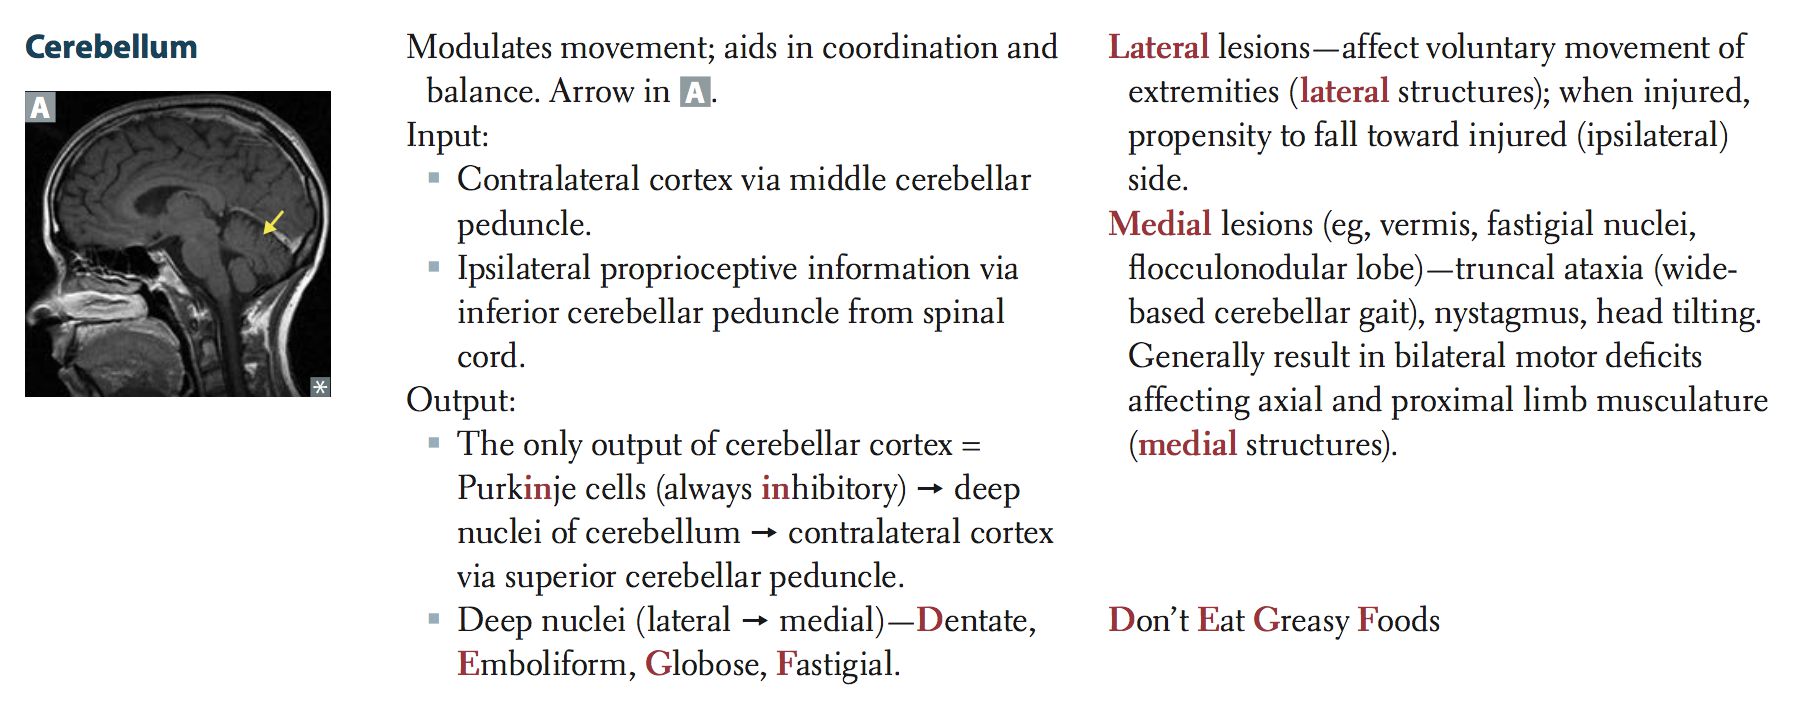 Cerebellum
A
*
Modulates movement; aids in coordination and
balance. Arrow in A.
Input:
▪ Contralateral cortex via middle cerebellar
peduncle.
▪ Ipsilateral proprioceptive information via
inferior cerebellar peduncle from spinal
cord.
Output:
▪ The only output of cerebellar cortex =
Purkinje cells (always inhibitory) → deep
nuclei of cerebellum → contralateral cortex
via superior cerebellar peduncle.
▪ Deep nuclei (lateral → medial)—Dentate,
Emboliform, Globose, Fastigial.
Lateral lesions—affect voluntary movement of
extremities (lateral structures); when injured,
propensity to fall toward injured (ipsilateral)
side.
Medial lesions (eg, vermis, fastigial nuclei,
flocculonodular lobe)—truncal ataxia (wide-
based cerebellar gait), nystagmus, head tilting.
Generally result in bilateral motor deficits
affecting axial and proximal limb musculature
(medial structures).
Don't Eat Greasy Foods